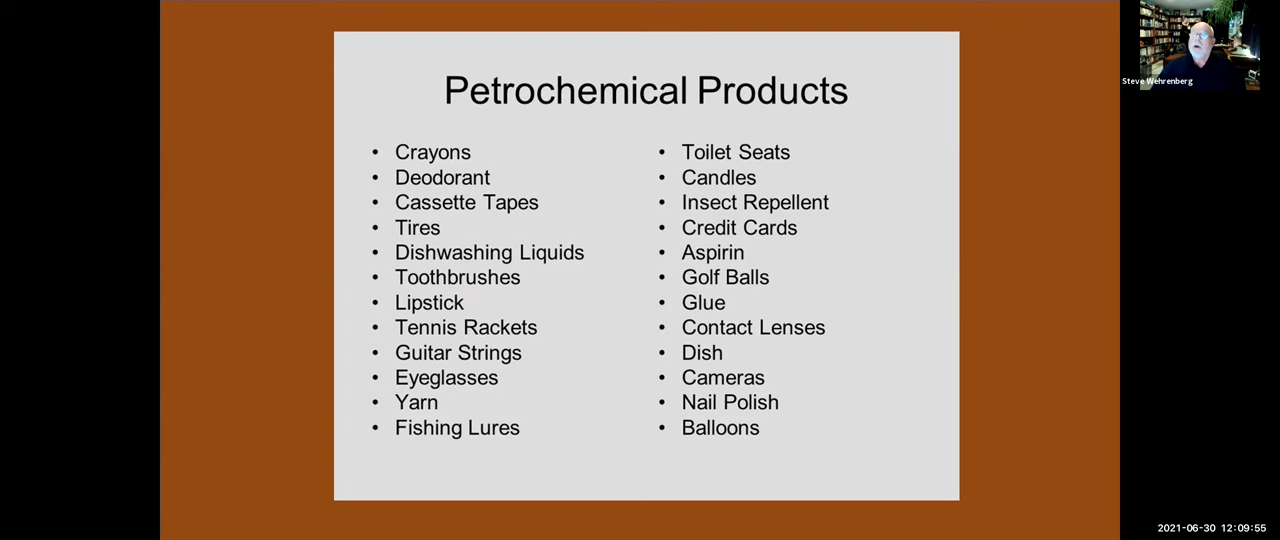 Petrochemical Products
• Crayons
• Deodorant
• Cassette Tapes
• Tires
• Dishwashing Liquids
• Toothbrushes
• Lipstick
• Tennis Rackets
• Guitar Strings
• Eyeglasses
• Yarn
• Fishing Lures
• Toilet Seats
• Candles
• Insect Repellent
• Credit Cards
• Aspirin
• Golf Balls
• Glue
• Contact Lenses
• Dish
• Cameras
• Nail Polish
• Balloons
Steve Wehrenberg
2021-06-30 12:09:55